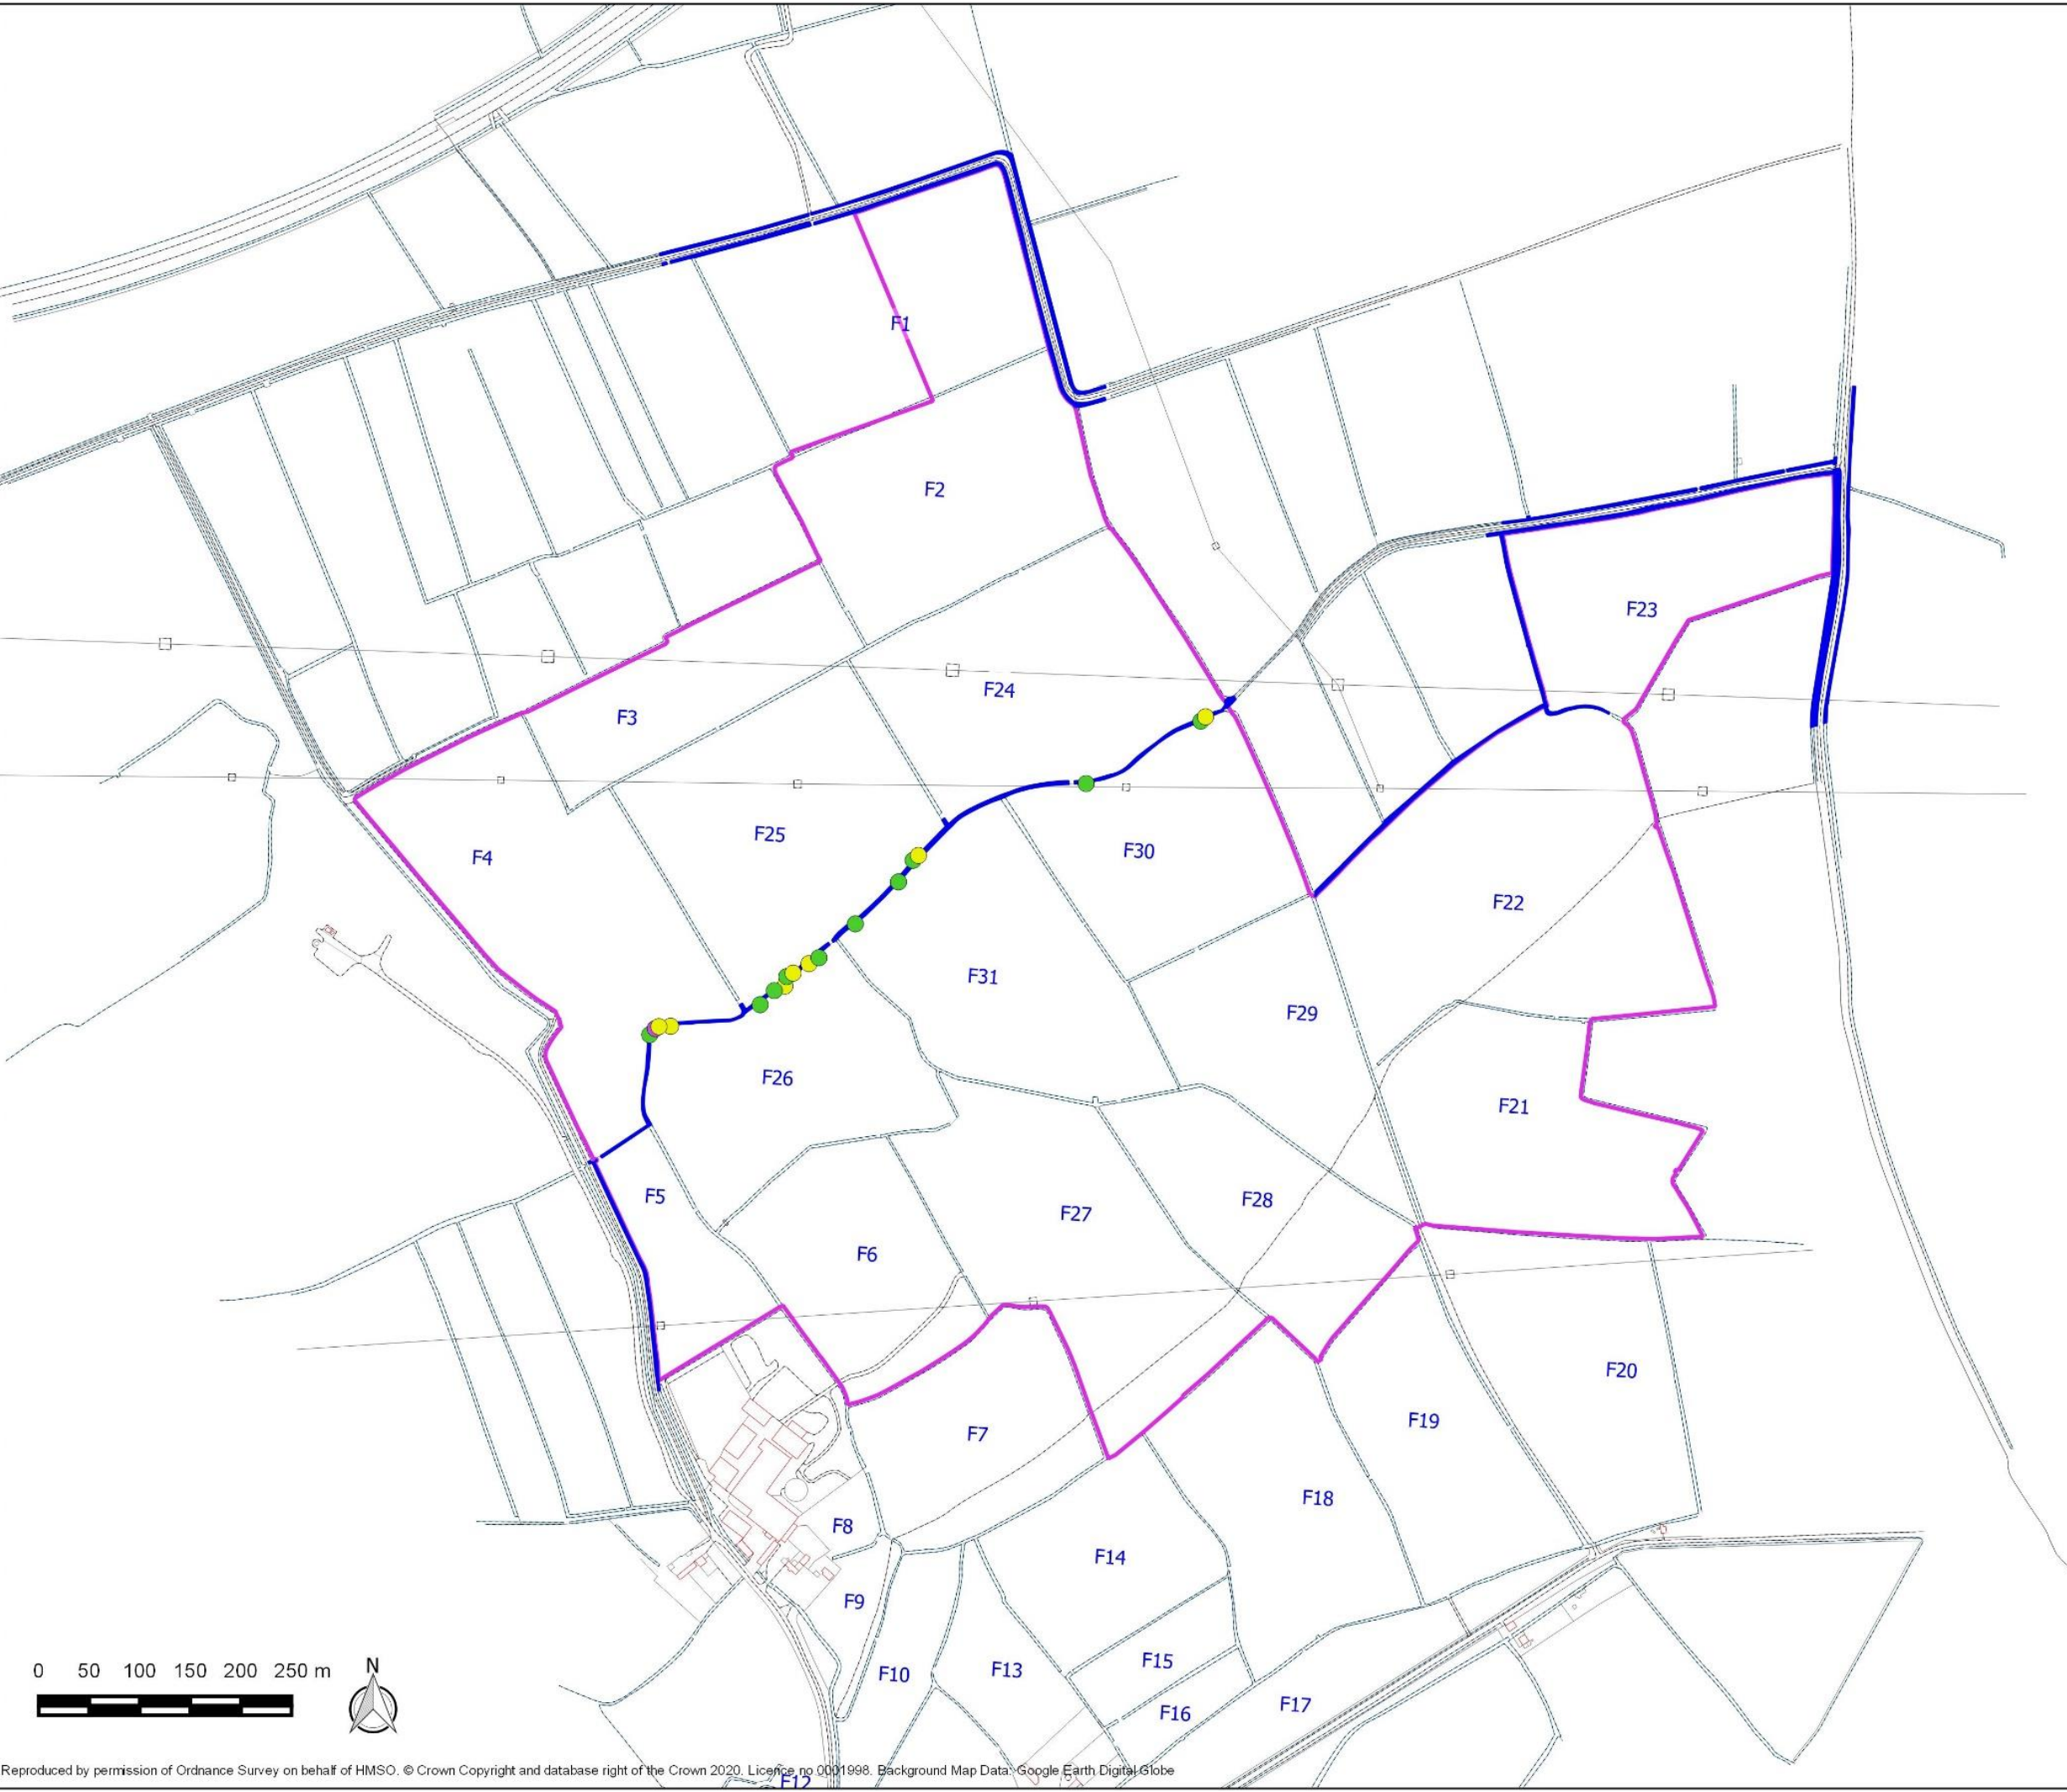 F1
F2
F23
F24
F3
F25
F30
F4
F22
F31
F29
F26
F21
F5
F28
F27
F6
F20
F19
F7
F18
F8
F14
F9
F15
F13
F10
F17
F16
0 50 100 150 200 250 m
N
Reproduced by permission of Ordnance Survey on behalf of HMSO. © Crown Copyright and database right of the Crown 2020. Licence no 0001998. Background Map Data: Google Earth Digital Globe
F12